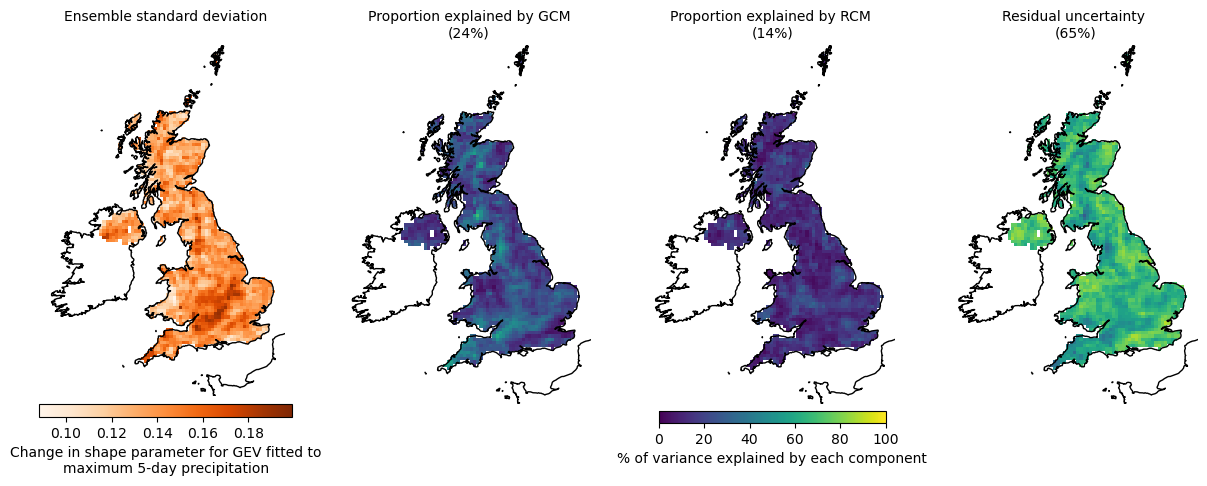 Ensemble standard deviation
Proportion explained by GCM
(24%)
Proportion explained by RCM
(14%)
Residual uncertainty
(65%)
0.10 0.12 0.14 0.16 0.18
Change in shape parameter for GEV fitted to
maximum 5-day precipitation
0 20 40 60 80 100
% of variance explained by each component